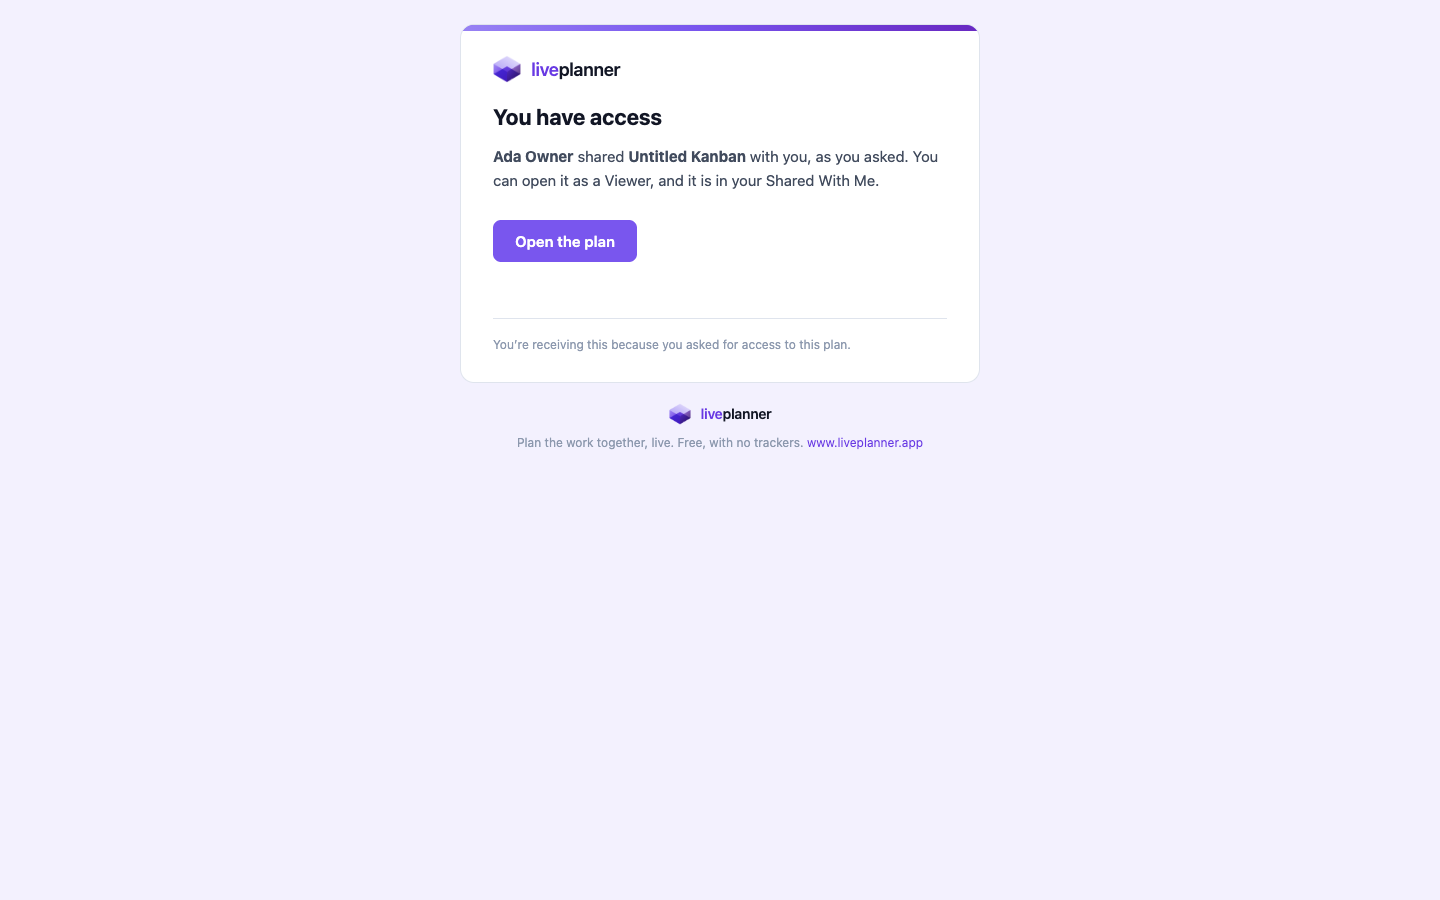 liveplanner
You have access
Ada Owner shared Untitled Kanban with you, as you asked. You
can open it as a Viewer, and it is in your Shared With Me.
Open the plan
You're receiving this because you asked for access to this plan.
liveplanner
Plan the work together, live. Free, with no trackers. www.liveplanner.app